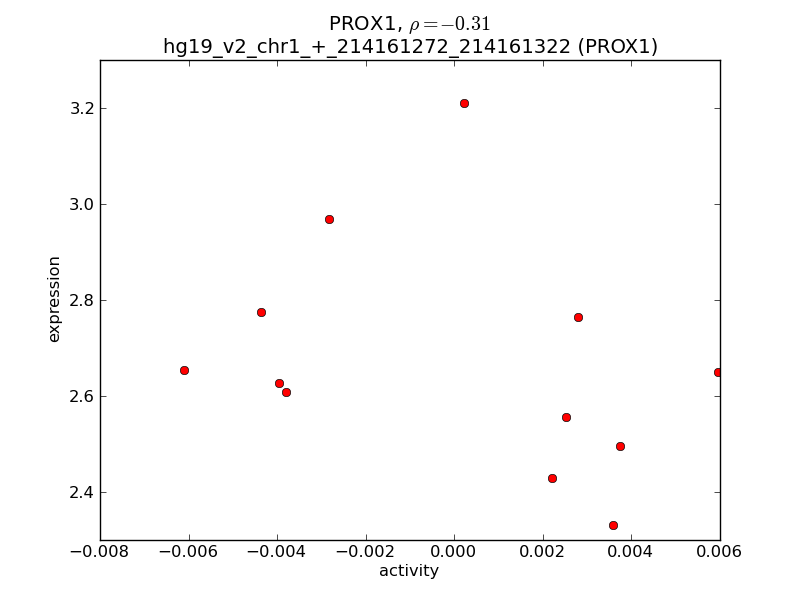 PROX1, ρ = −0.31
hg19_v2_chr1_+_214161272_214161322 (PROX1)
3.2
3.0
2.8
2.6
2.4
expression
−0.008 −0.006 −0.004 −0.002 0.000 0.002 0.004 0.006
activity